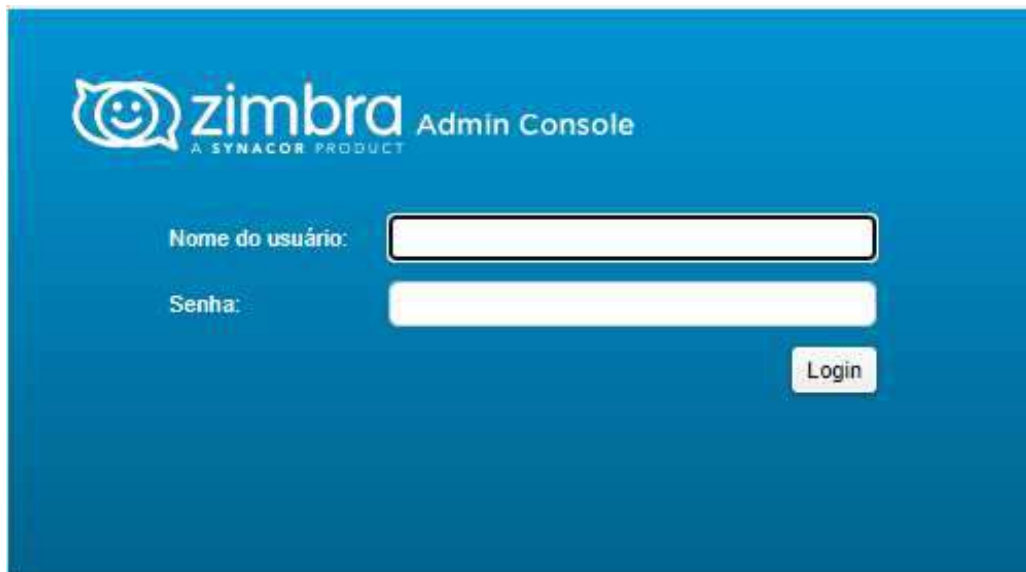 zimbra Admin Console
A SYNACOR PRODUCT
Nome do usuário:
Senha:
Login